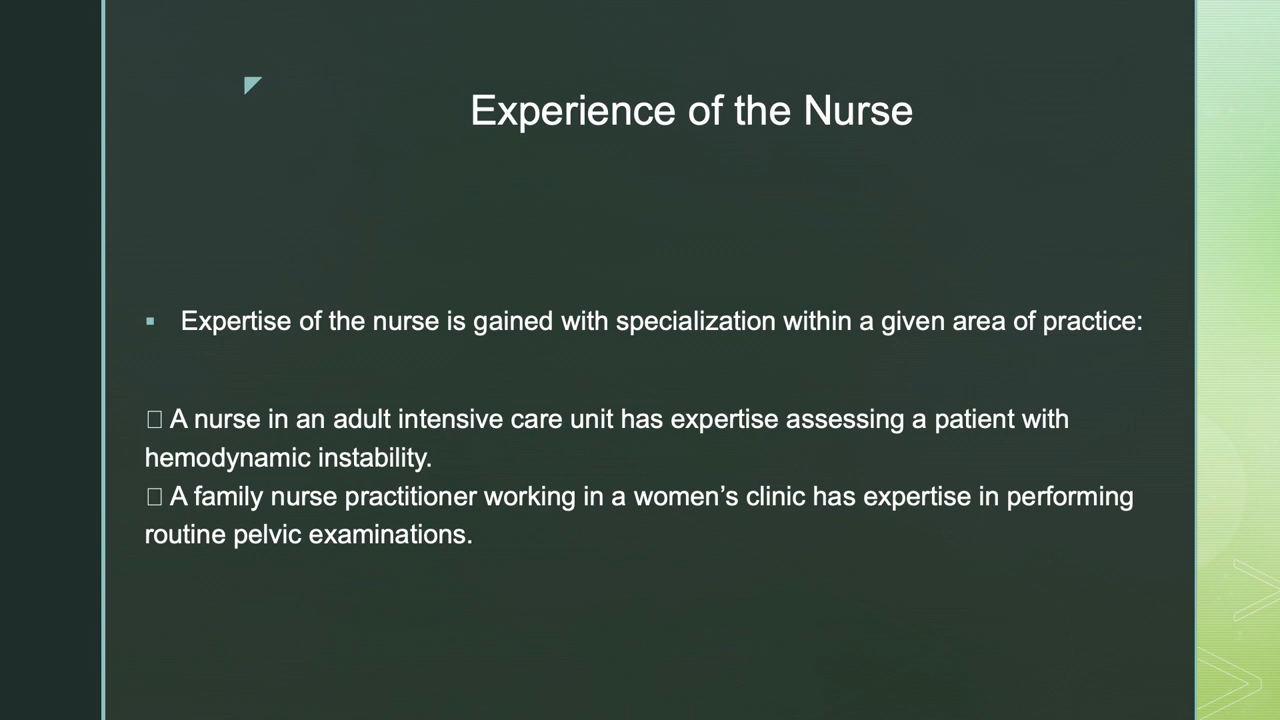 Experience of the Nurse
▪ Expertise of the nurse is gained with specialization within a given area of practice:
□ A nurse in an adult intensive care unit has expertise assessing a patient with
hemodynamic instability.
□ A family nurse practitioner working in a women’s clinic has expertise in performing
routine pelvic examinations.